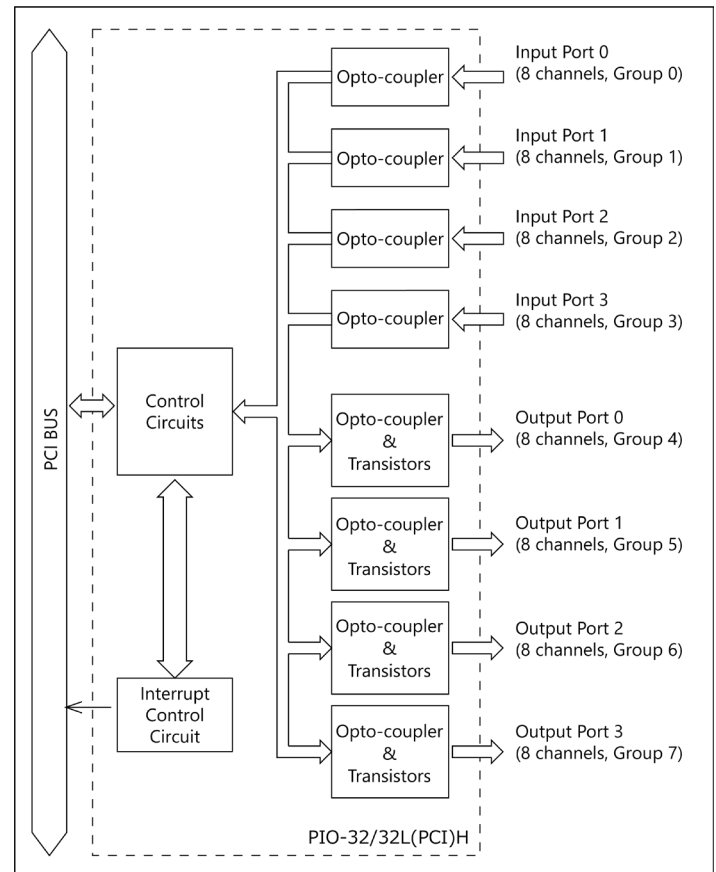 Opto-coupler
Input Port 0
(8 channels, Group 0)
Opto-coupler
Input Port 1
(8 channels, Group 1)
Opto-coupler
Input Port 2
(8 channels, Group 2)
Opto-coupler
Input Port 3
(8 channels, Group 3)
PCI BUS
Control
Circuits
Opto-coupler
&
Transistors
Output Port 0
(8 channels, Group 4)
Opto-coupler
&
Transistors
Output Port 1
(8 channels, Group 5)
Opto-coupler
&
Transistors
Output Port 2
(8 channels, Group 6)
Interrupt
Control
Circuit
Opto-coupler
&
Transistors
Output Port 3
(8 channels, Group 7)
PIO-32/32L(PCI)H